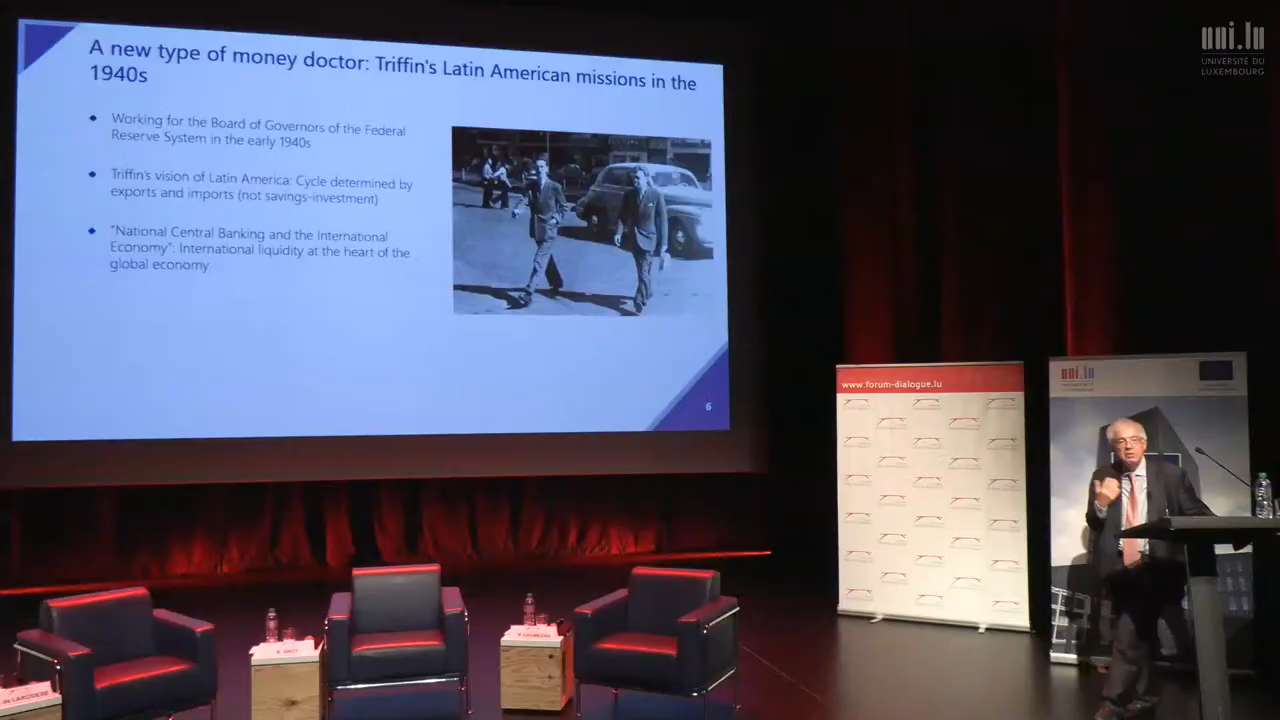 A new type of money doctor: Triffin's Latin American missions in the
1940s
◆ Working for the Board of Governors of the Federal
Reserve System in the early 1940s
◆ Triffin's vision of Latin America: Cycle determined by
exports and imports (not savings-investment)
◆ "National Central Banking and the International
Economy": International liquidity at the heart of the
global economy
6
uni.lu
UNIVERSITÉ DU
LUXEMBOURG
www.forum-dialogue.lu
uni.lu